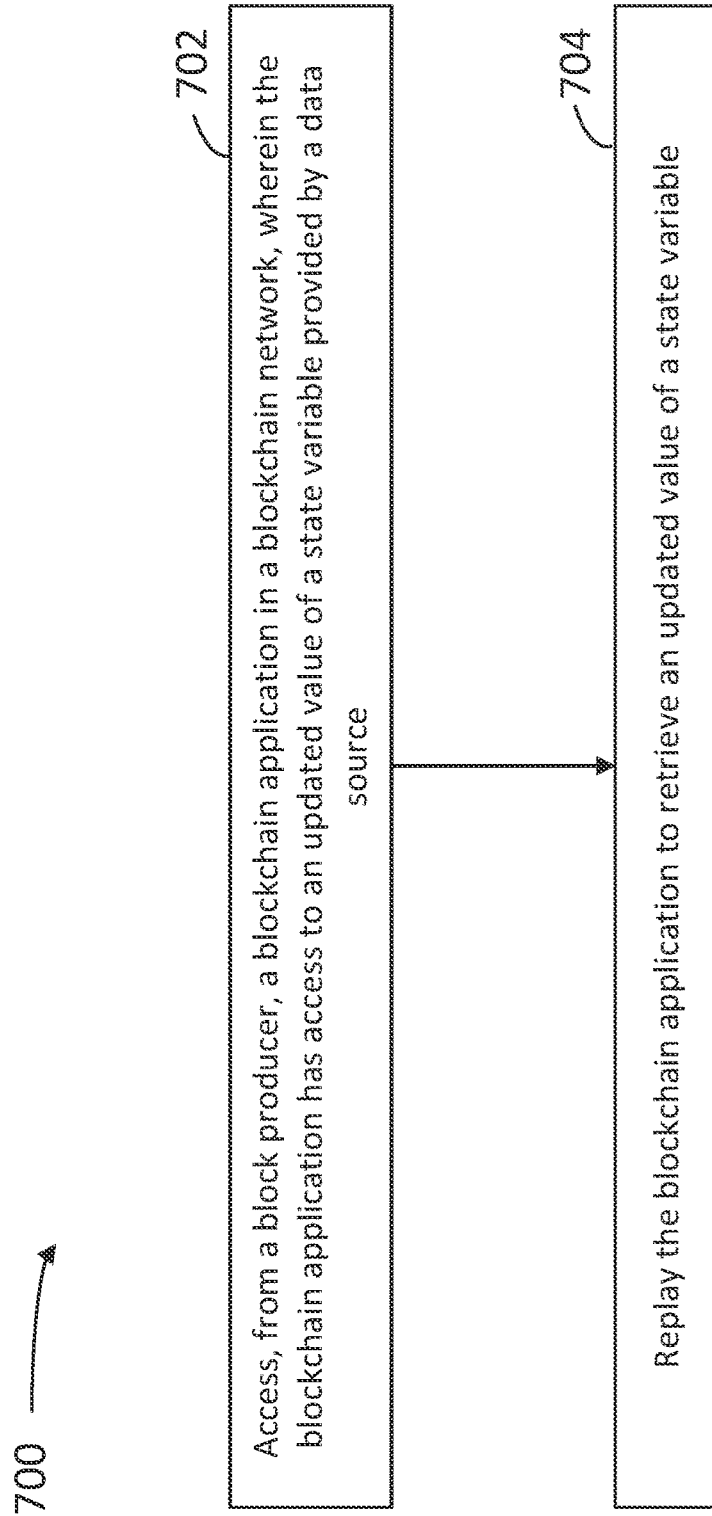 700
702
Access, from a block producer, a blockchain application in a blockchain network, wherein the
blockchain application has access to an updated value of a state variable provided by a data
source
704
Replay the blockchain application to retrieve an updated value of a state variable